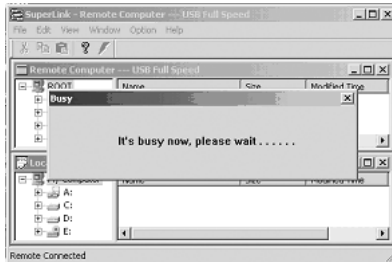 SuperLink - Remote Computer --- USB Full Speed
File Edit View Window Option Help
Remote Computer --- USB Full Speed
ROOT
Name Size Modified Time
Busy
It's busy now, please wait . . . . . .
Loc
My Computer
Name Size Modified Time
A:
C:
D:
E:
Remote Connected